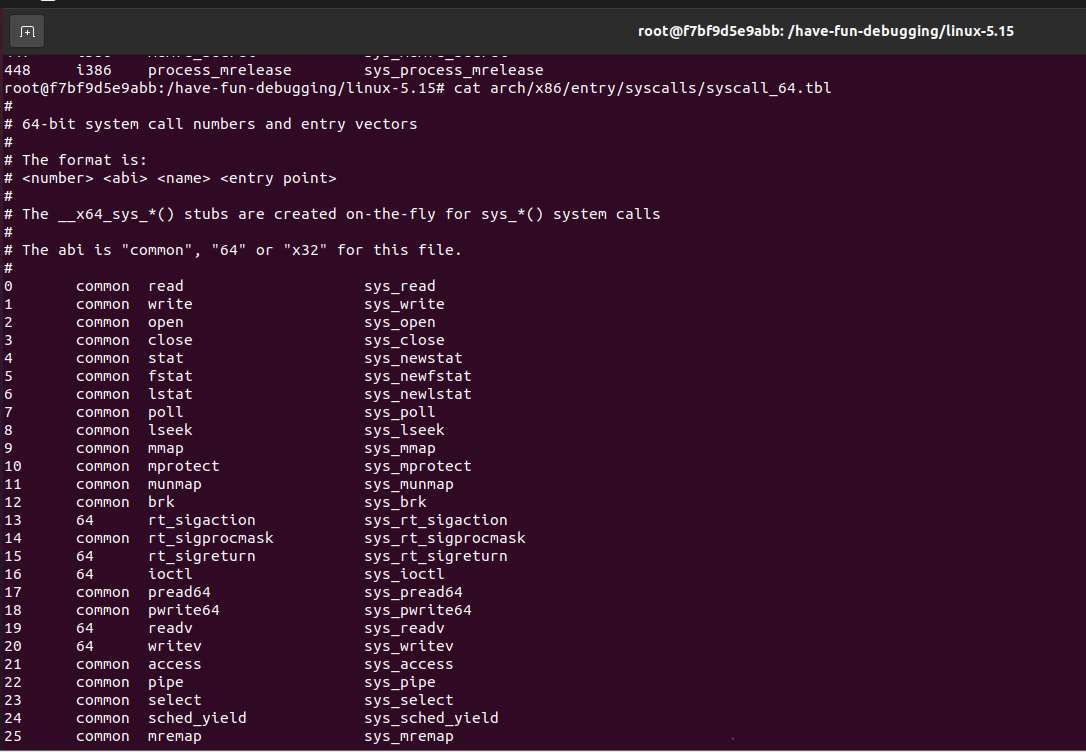 root@f7bf9d5e9abb: /have-fun-debugging/linux-5.15
448 i386 process_mrelease sys_process_mrelease
root@f7bf9d5e9abb:/have-fun-debugging/linux-5.15# cat arch/x86/entry/syscalls/syscall_64.tbl
#
# 64-bit system call numbers and entry vectors
#
# The format is:
# <number> <abi> <name> <entry point>
#
# The __x64_sys_*() stubs are created on-the-fly for sys_*() system calls
#
# The abi is "common", "64" or "x32" for this file.
#
0 common read sys_read
1 common write sys_write
2 common open sys_open
3 common close sys_close
4 common stat sys_newstat
5 common fstat sys_newfstat
6 common lstat sys_newlstat
7 common poll sys_poll
8 common lseek sys_lseek
9 common mmap sys_mmap
10 common mprotect sys_mprotect
11 common munmap sys_munmap
12 common brk sys_brk
13 64 rt_sigaction sys_rt_sigaction
14 common rt_sigprocmask sys_rt_sigprocmask
15 64 rt_sigreturn sys_rt_sigreturn
16 64 ioctl sys_ioctl
17 common pread64 sys_pread64
18 common pwrite64 sys_pwrite64
19 64 readv sys_readv
20 64 writev sys_writev
21 common access sys_access
22 common pipe sys_pipe
23 common select sys_select
24 common sched_yield sys_sched_yield
25 common mremap sys_mremap